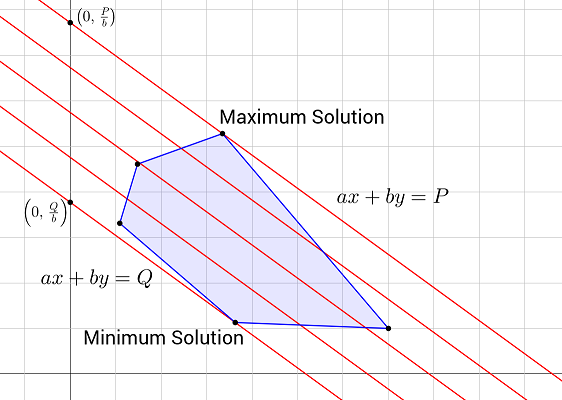 (0, P/b)
Maximum Solution
ax + by = P
(0, Q/b)
ax + by = Q
Minimum Solution